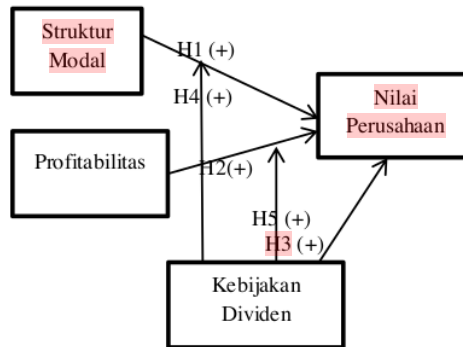 Struktur
Modal
H1 (+)
H4 (+)
Nilai
Perusahaan
Profitabilitas
H2(+)
H5 (+)
H3 (+)
Kebijakan
Dividen